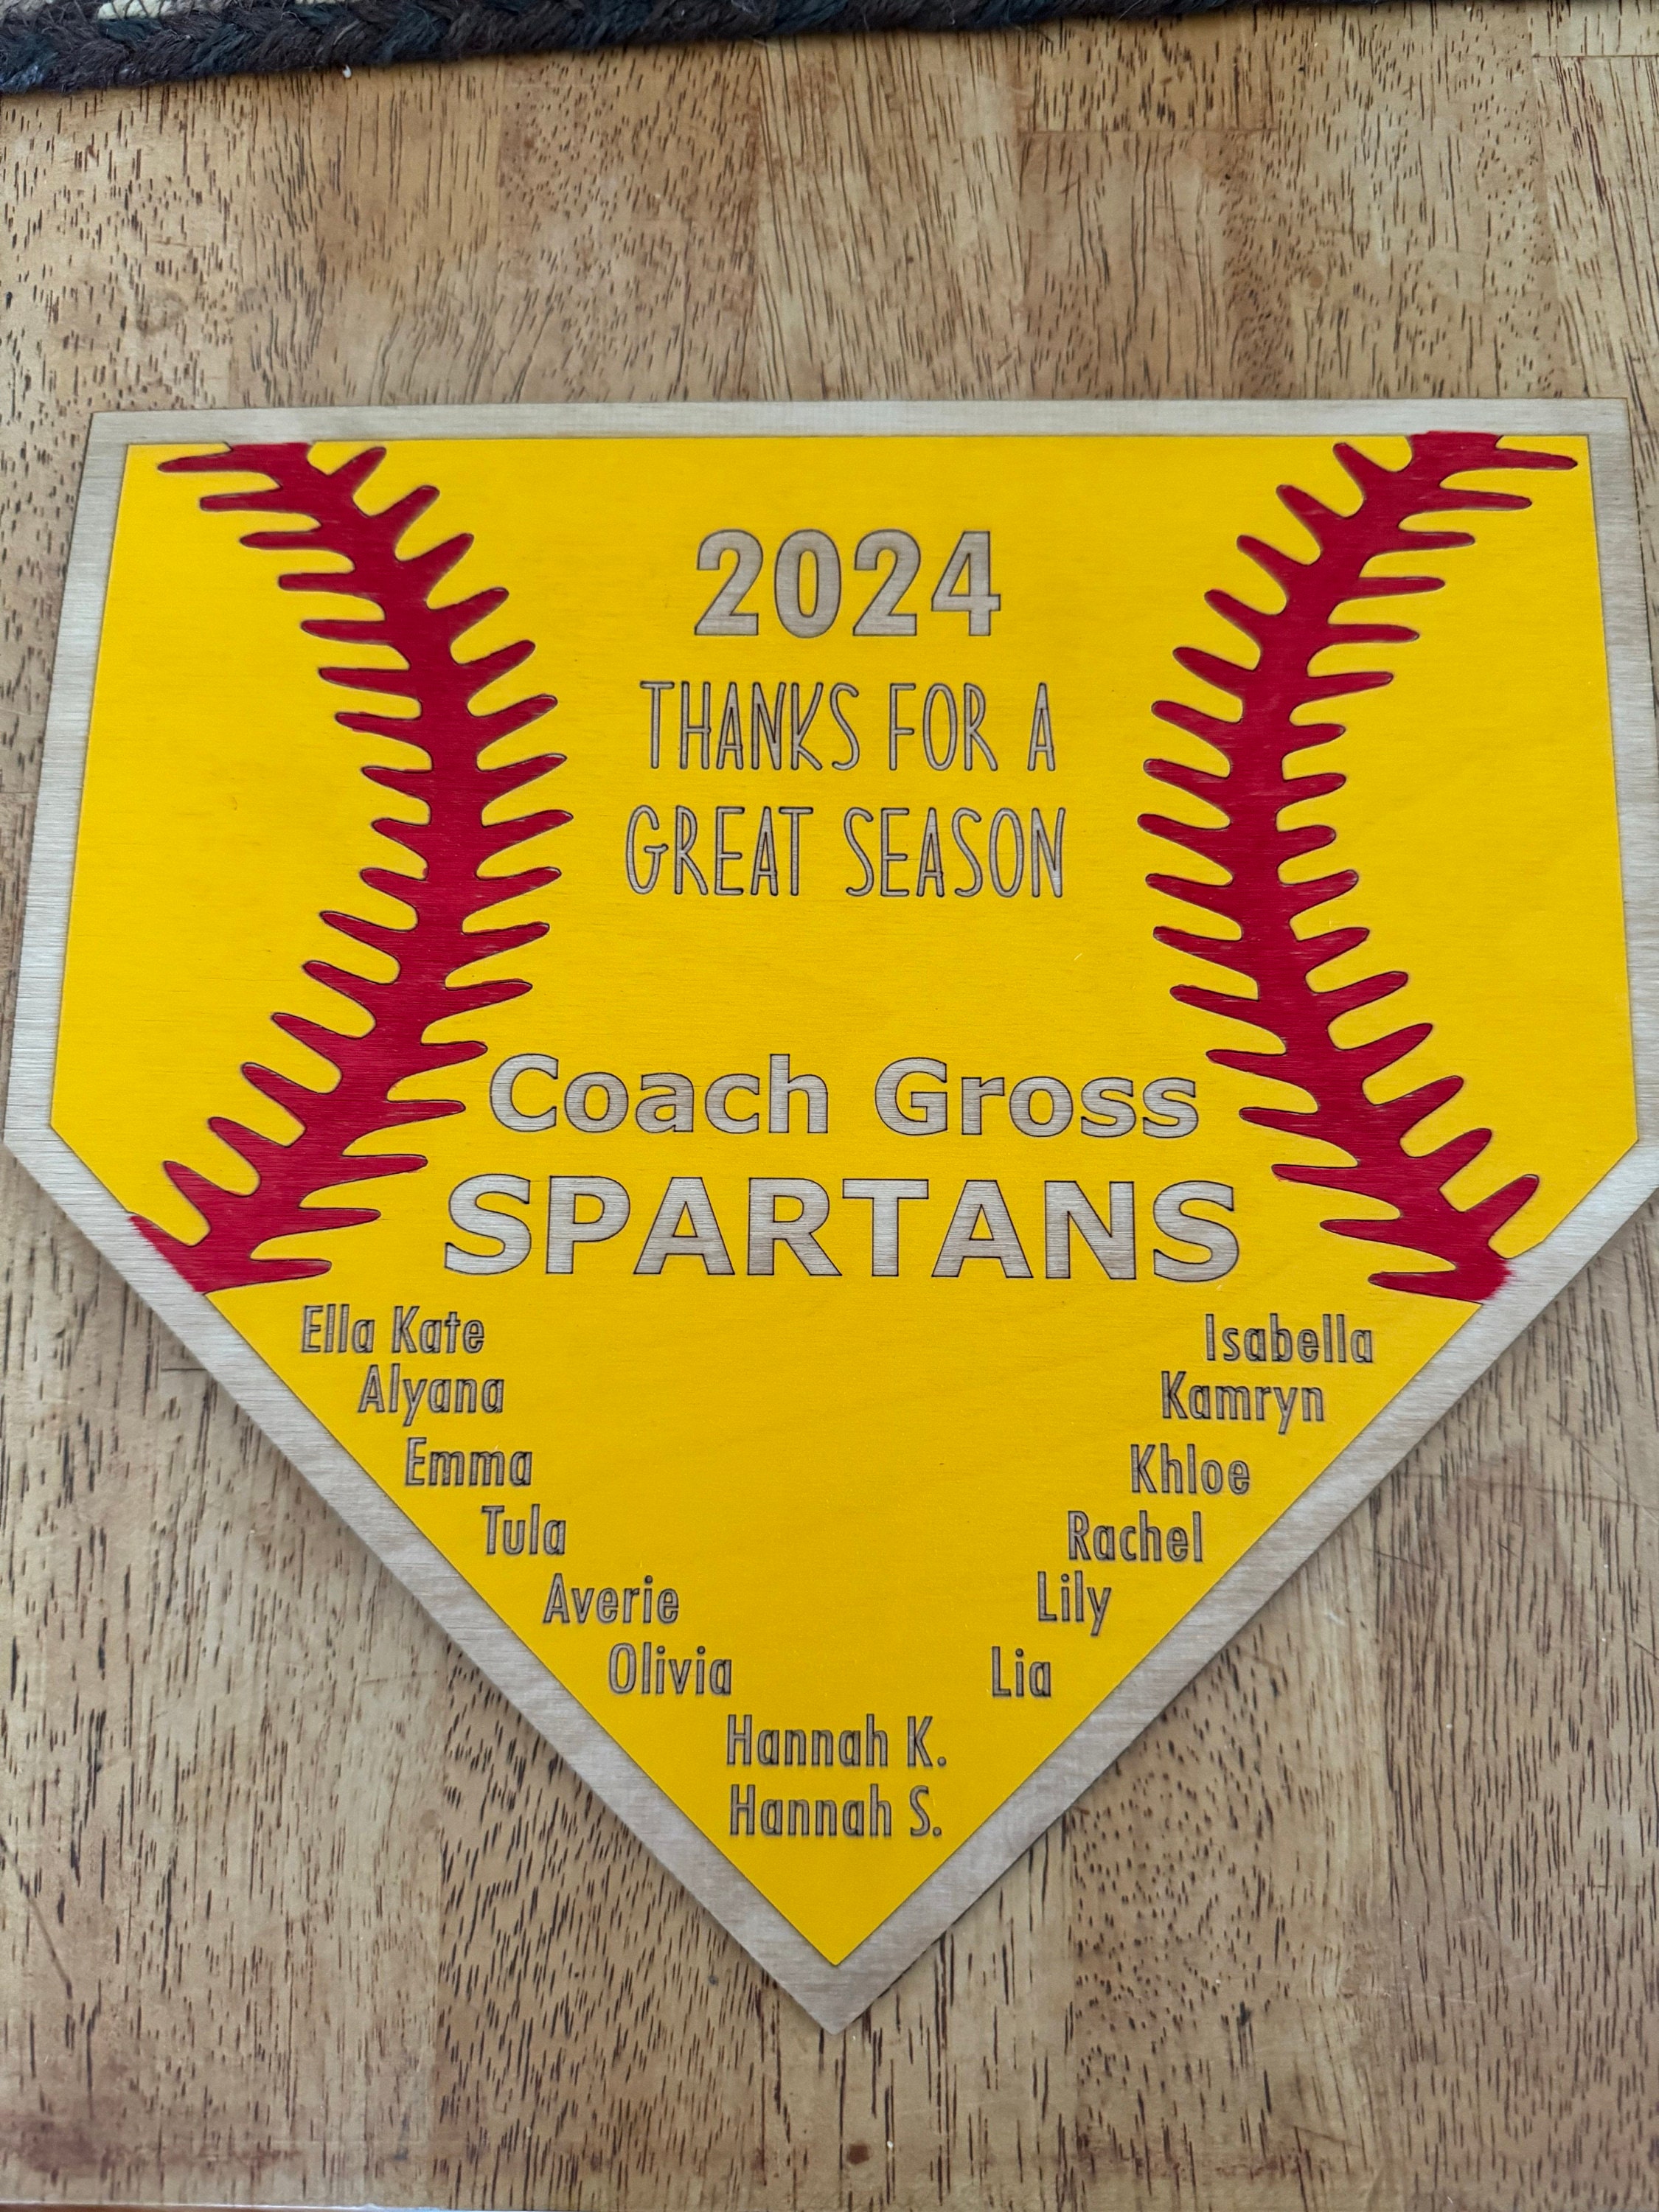 2024
THANKS FOR A
GREAT SEASON
Coach Gross
SPARTANS
Ella Kate
Alyana
Emma
Tula
Averie
Olivia
Isabella
Kamryn
Khloe
Rachel
Lily
Lia
Hannah K.
Hannah S.